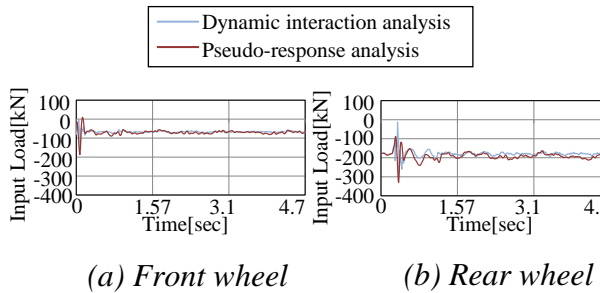 Dynamic interaction analysis
Pseudo-response analysis
Input Load[kN]
100
0
-100
-200
-300
-400
0
1.57
3.1
4.7
Time[sec]
(a) Front wheel
Input Load[kN]
100
0
-100
-200
-300
-400
0
1.57
3.1
4.
Time[sec]
(b) Rear wheel